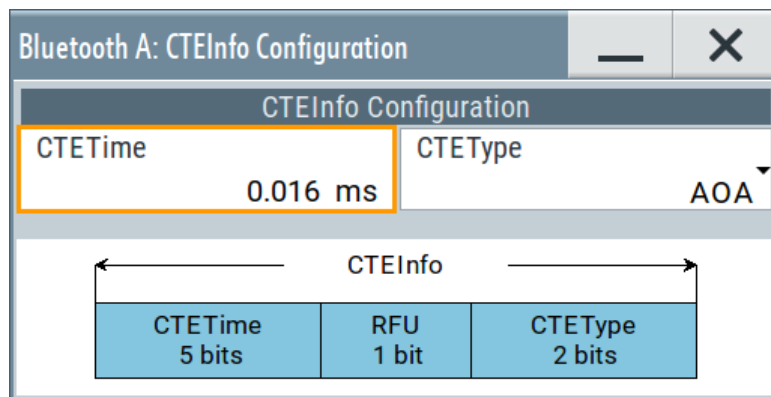 Bluetooth A: CTEInfo Configuration
CTEInfo Configuration
CTETime
0.016 ms
CTEType
AOA
CTEInfo
CTETime
5 bits
RFU
1 bit
CTEType
2 bits